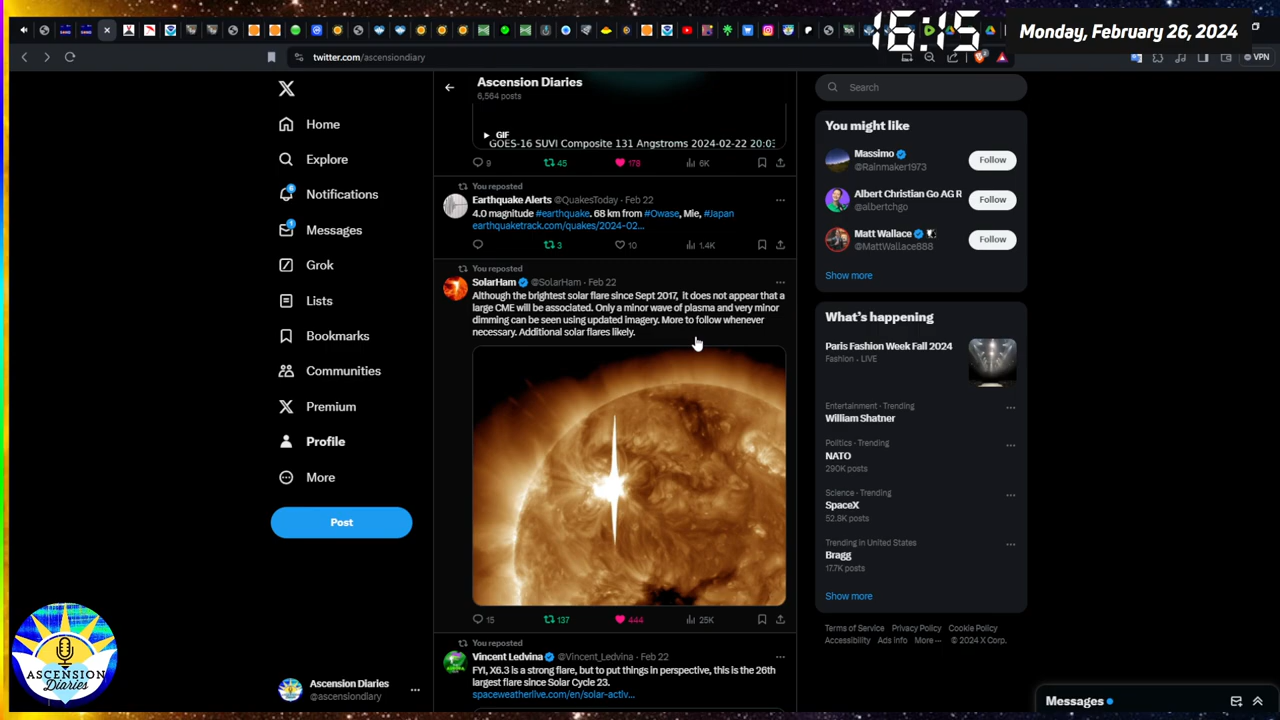 16:15
Monday, February 26, 2024
twitter.com/ascensiondiary
VPN
Home
Explore
6
Notifications
4
Messages
Grok
Lists
Bookmarks
Communities
Premium
Profile
More
Post
ASCENSION
Diaries
Ascension Diaries
@ascensiondiary
Ascension Diaries
6,564 posts
GIF
GOES-16 SUVI Composite 131 Angstroms 2024-02-22 20:03:
9 45 178 6K
You reposted
Earthquake Alerts @QuakesToday · Feb 22
4.0 magnitude #earthquake. 68 km from #Owase, Mie, #Japan
earthquaketrack.com/quakes/2024-02...
3 10 1.4K
You reposted
SolarHam @SolarHam · Feb 22
Although the brightest solar flare since Sept 2017, it does not appear that a
large CME will be associated. Only a minor wave of plasma and very minor
dimming can be seen using updated imagery. More to follow whenever
necessary. Additional solar flares likely.
15 137 444 25K
You reposted
Vincent Ledvina @Vincent_Ledvina · Feb 22
FYI, X6.3 is a strong flare, but to put things in perspective, this is the 26th
largest flare since Solar Cycle 23.
spaceweatherlive.com/en/solar-activ...
Search
You might like
Massimo
@Rainmaker1973
Follow
Albert Christian Go AG R
@albertchgo
Follow
Matt Wallace
@MattWallace888
Follow
Show more
What's happening
Paris Fashion Week Fall 2024
Fashion · LIVE
Entertainment · Trending
William Shatner
Politics · Trending
NATO
290K posts
Science · Trending
SpaceX
52.8K posts
Trending in United States
Bragg
17.7K posts
Show more
Terms of Service Privacy Policy Cookie Policy
Accessibility Ads info More ··· © 2024 X Corp.
Messages